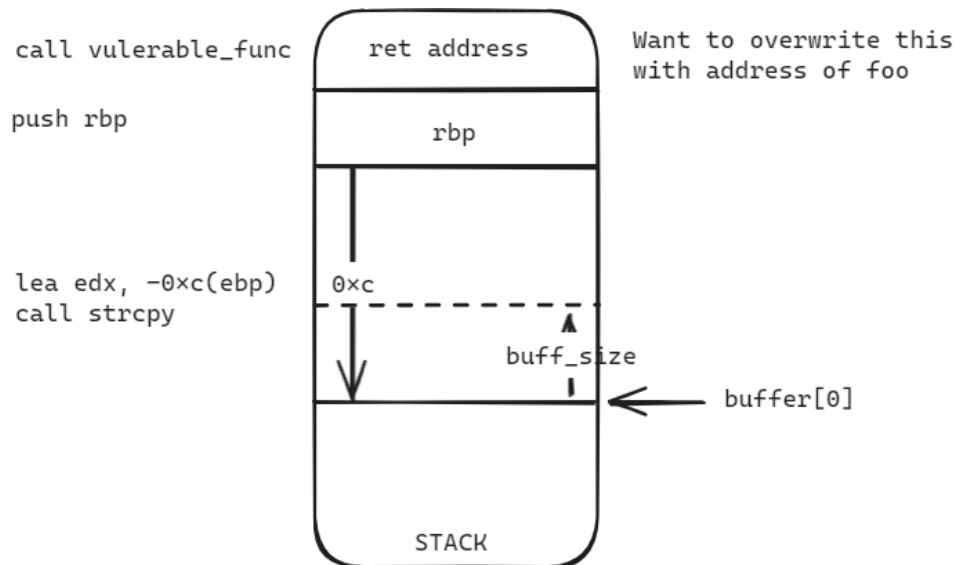 call vulerable_func
ret address
Want to overwrite this
with address of foo
push rbp
rbp
lea edx, -0×c(ebp)
call strcpy
0×c
buff_size
buffer[0]
STACK